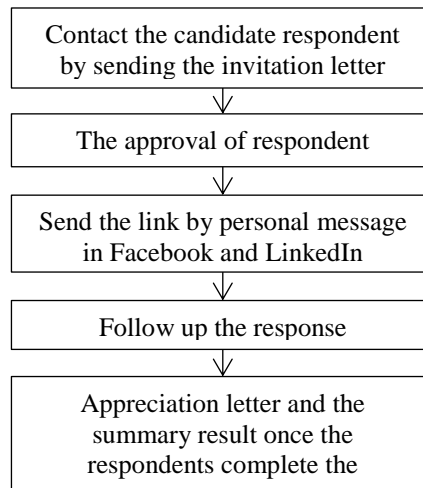 Contact the candidate respondent
by sending the invitation letter
The approval of respondent
Send the link by personal message
in Facebook and LinkedIn
Follow up the response
Appreciation letter and the
summary result once the
respondents complete the